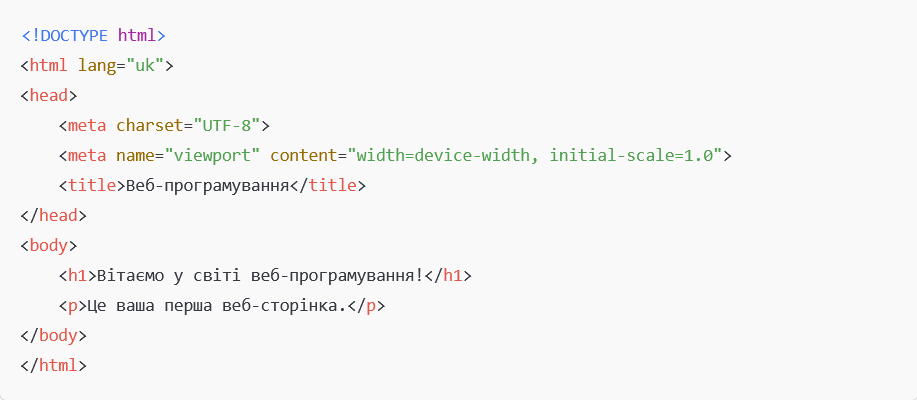 <!DOCTYPE html>
<html lang="uk">
<head>
    <meta charset="UTF-8">
    <meta name="viewport" content="width=device-width, initial-scale=1.0">
    <title>Веб-програмування</title>
</head>
<body>
    <h1>Вітаємо у світі веб-програмування!</h1>
    <p>Це ваша перша веб-сторінка.</p>
</body>
</html>